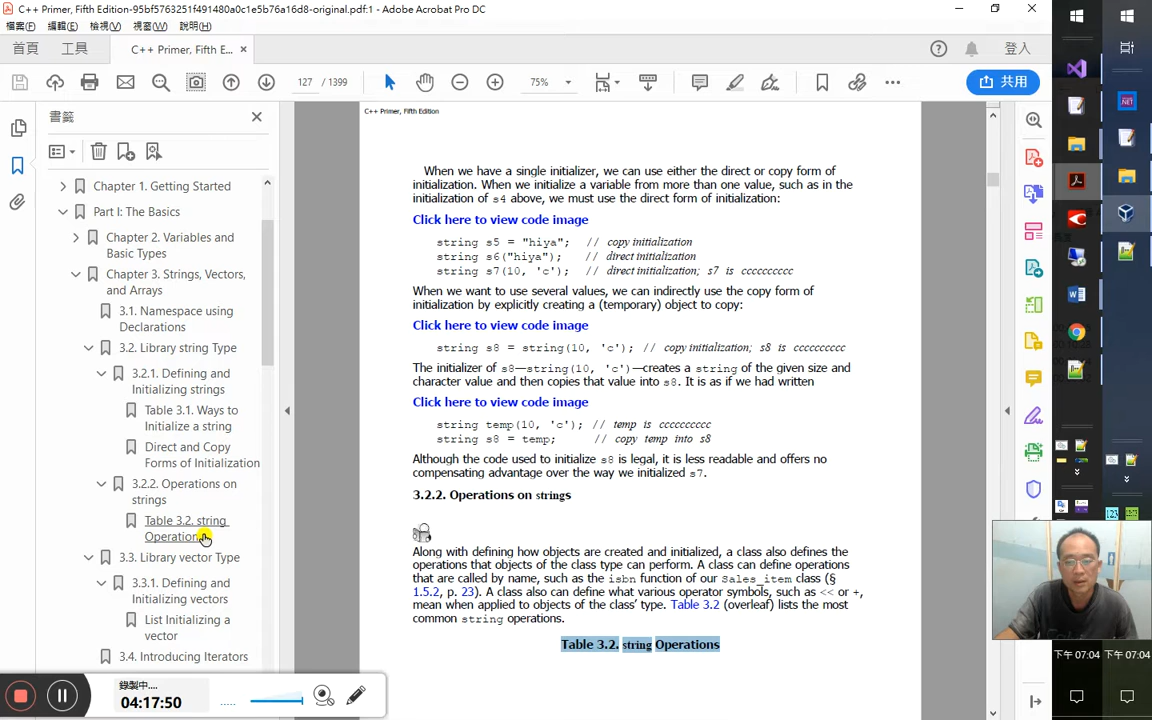 C++ Primer, Fifth Edition-95bf5763251f491480a0c1e5b76a16d8-original.pdf:1 - Adobe Acrobat Pro DC
檔案(F) 編輯(E) 檢視(V) 視窗(W) 說明(H)
首頁 工具 C++ Primer, Fifth E... × 登入
127 / 1399 75% 共用
書籤
Chapter 1. Getting Started
Part I: The Basics
Chapter 2. Variables and
Basic Types
Chapter 3. Strings, Vectors,
and Arrays
3.1. Namespace using
Declarations
3.2. Library string Type
3.2.1. Defining and
Initializing strings
Table 3.1. Ways to
Initialize a string
Direct and Copy
Forms of Initialization
3.2.2. Operations on
strings
Table 3.2. string
Operation
3.3. Library vector Type
3.3.1. Defining and
Initializing vectors
List Initializing a
vector
3.4. Introducing Iterators
C++ Primer, Fifth Edition
When we have a single initializer, we can use either the direct or copy form of
initialization. When we initialize a variable from more than one value, such as in the
initialization of s4 above, we must use the direct form of initialization:
Click here to view code image
string s5 = "hiya"; // copy initialization
string s6("hiya"); // direct initialization
string s7(10, 'c'); // direct initialization; s7 is cccccccccc
When we want to use several values, we can indirectly use the copy form of
initialization by explicitly creating a (temporary) object to copy:
Click here to view code image
string s8 = string(10, 'c'); // copy initialization; s8 is cccccccccc
The initializer of s8—string(10, 'c')—creates a string of the given size and
character value and then copies that value into s8. It is as if we had written
Click here to view code image
string temp(10, 'c'); // temp is cccccccccc
string s8 = temp; // copy temp into s8
Although the code used to initialize s8 is legal, it is less readable and offers no
compensating advantage over the way we initialized s7.
3.2.2. Operations on strings
Along with defining how objects are created and initialized, a class also defines the
operations that objects of the class type can perform. A class can define operations
that are called by name, such as the isbn function of our Sales_item class (§
1.5.2, p. 23). A class also can define what various operator symbols, such as << or +,
mean when applied to objects of the class' type. Table 3.2 (overleaf) lists the most
common string operations.
Table 3.2. string Operations
錄製中....
04:17:50
.NET
123
下午 07:04 下午 07:04